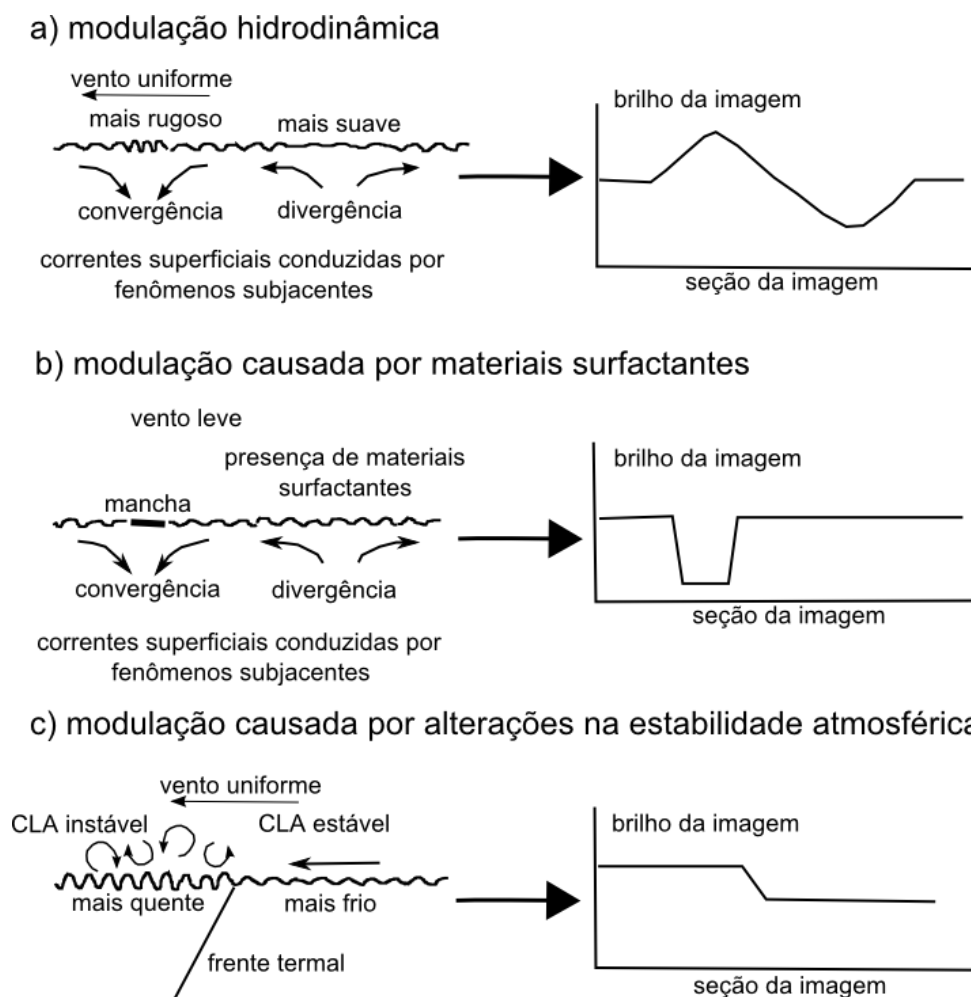 a) modulação hidrodinâmica
vento uniforme
mais rugoso
mais suave
convergência
divergência
correntes superficiais conduzidas por
fenômenos subjacentes
brilho da imagem
seção da imagem
b) modulação causada por materiais surfactantes
vento leve
presença de materiais
surfactantes
mancha
convergência
divergência
correntes superficiais conduzidas por
fenômenos subjacentes
brilho da imagem
seção da imagem
c) modulação causada por alterações na estabilidade atmosférica
vento uniforme
CLA instável
CLA estável
mais quente
mais frio
frente termal
brilho da imagem
seção da imagem